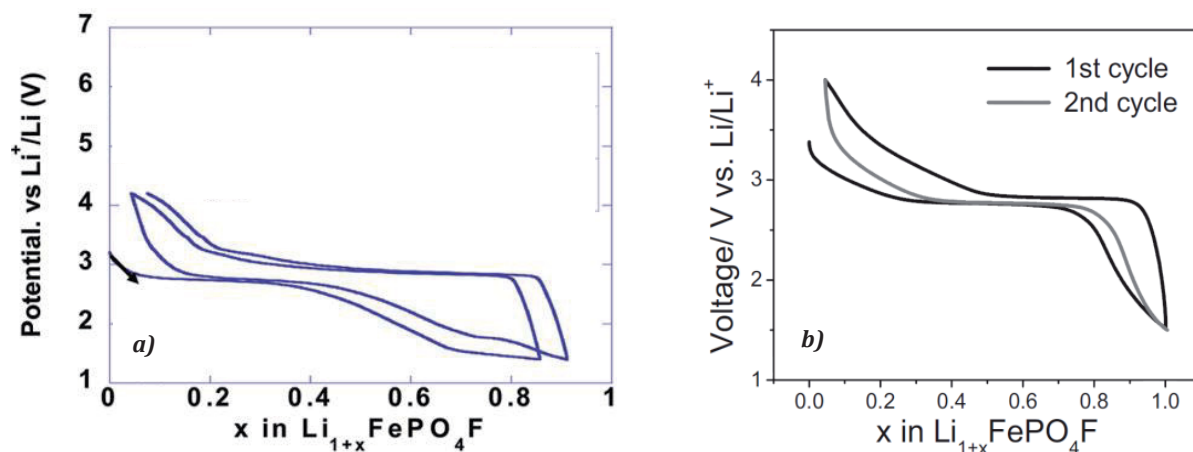 7
6
5
4
3
2
1
Potential. vs Li⁺/Li (V)
a)
0
0.2
0.4
0.6
0.8
1
x in Li₁₊ₓFePO₄F
1st cycle
2nd cycle
4
3
2
1
Voltage/ V vs. Li/Li⁺
b)
0.0
0.2
0.4
0.6
0.8
1.0
x in Li₁₊ₓFePO₄F